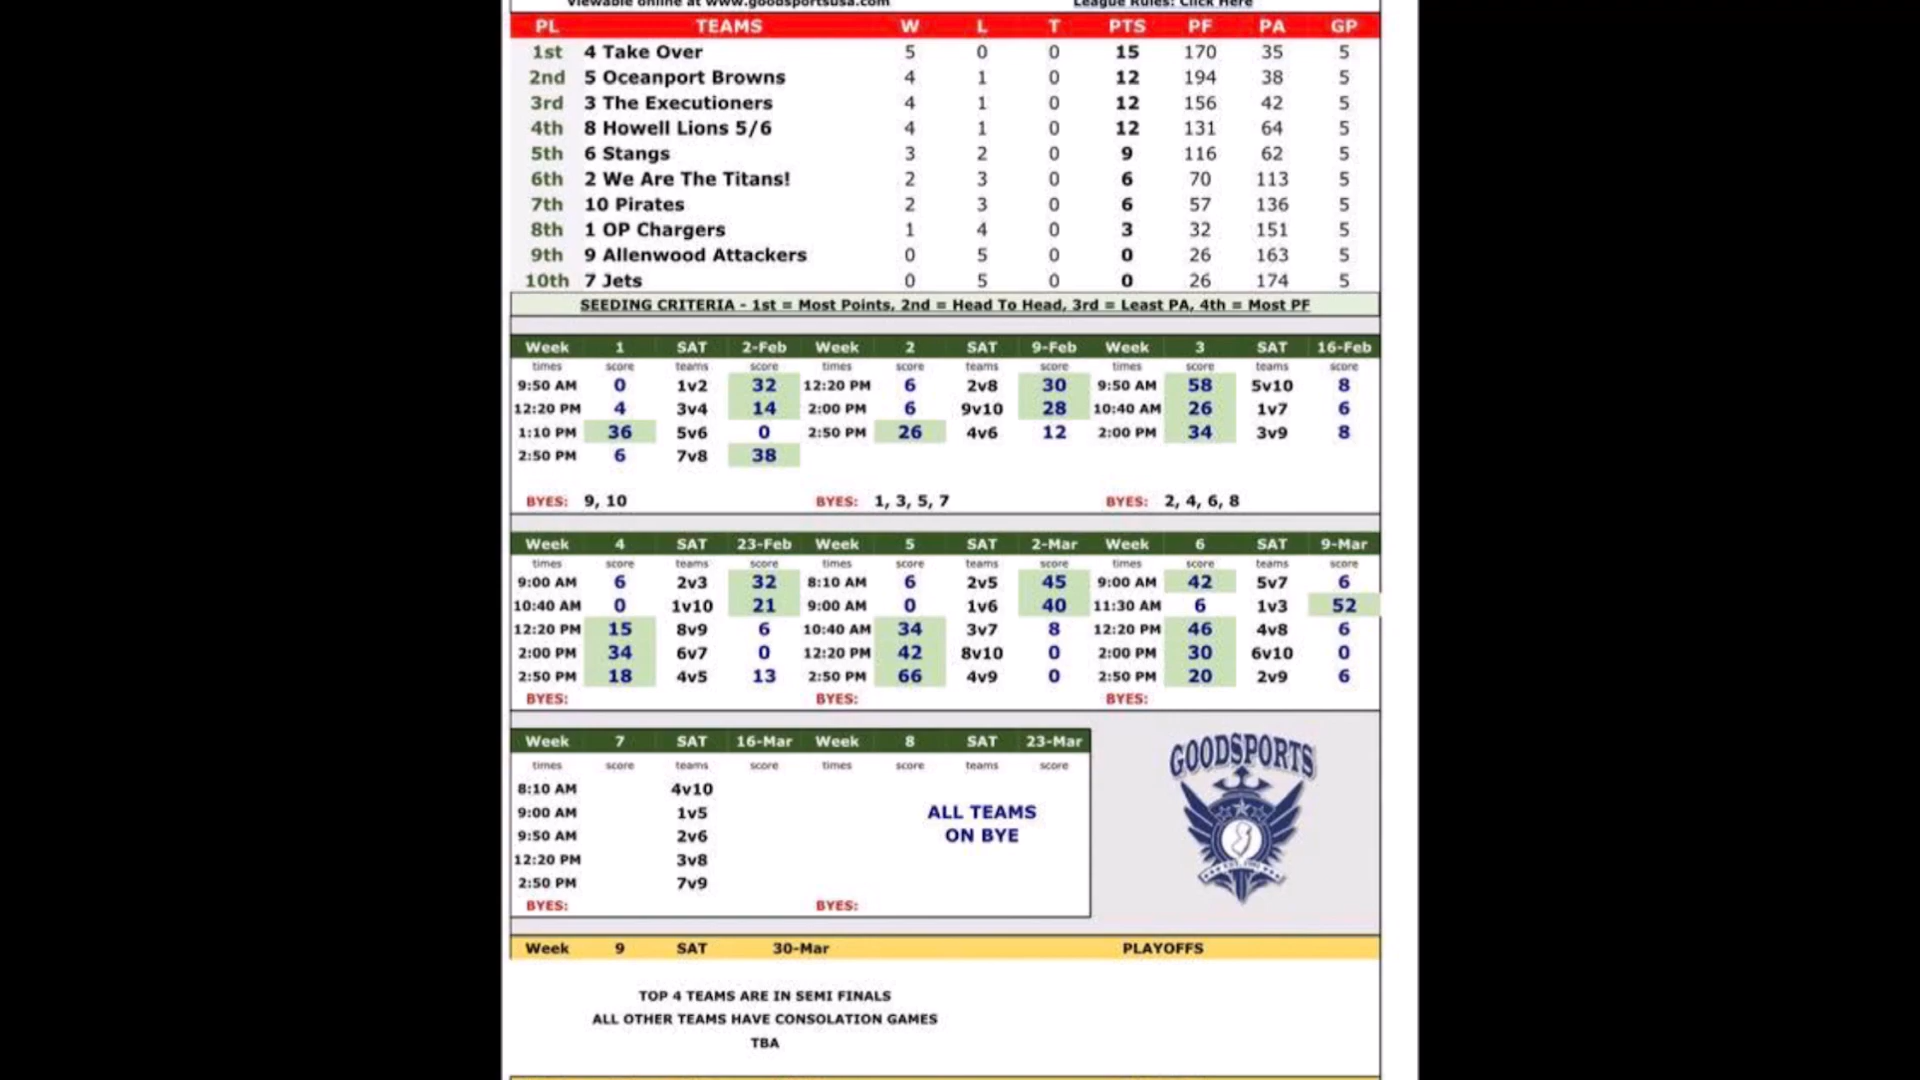 Viewable online at www.goodsportsusa.com League Rules: Click Here
PL TEAMS W L T PTS PF PA GP
1st 4 Take Over 5 0 0 15 170 35 5
2nd 5 Oceanport Browns 4 1 0 12 194 38 5
3rd 3 The Executioners 4 1 0 12 156 42 5
4th 8 Howell Lions 5/6 4 1 0 12 131 64 5
5th 6 Stangs 3 2 0 9 116 62 5
6th 2 We Are The Titans! 2 3 0 6 70 113 5
7th 10 Pirates 2 3 0 6 57 136 5
8th 1 OP Chargers 1 4 0 3 32 151 5
9th 9 Allenwood Attackers 0 5 0 0 26 163 5
10th 7 Jets 0 5 0 0 26 174 5
SEEDING CRITERIA - 1st = Most Points, 2nd = Head To Head, 3rd = Least PA, 4th = Most PF
Week 1 SAT 2-Feb Week 2 SAT 9-Feb Week 3 SAT 16-Feb
times score teams score times score teams score times score teams score
9:50 AM 0 1v2 32 12:20 PM 6 2v8 30 9:50 AM 58 5v10 8
12:20 PM 4 3v4 14 2:00 PM 6 9v10 28 10:40 AM 26 1v7 6
1:10 PM 36 5v6 0 2:50 PM 26 4v6 12 2:00 PM 34 3v9 8
2:50 PM 6 7v8 38
BYES: 9, 10 BYES: 1, 3, 5, 7 BYES: 2, 4, 6, 8
Week 4 SAT 23-Feb Week 5 SAT 2-Mar Week 6 SAT 9-Mar
times score teams score times score teams score times score teams score
9:00 AM 6 2v3 32 8:10 AM 6 2v5 45 9:00 AM 42 5v7 6
10:40 AM 0 1v10 21 9:00 AM 0 1v6 40 11:30 AM 6 1v3 52
12:20 PM 15 8v9 6 10:40 AM 34 3v7 8 12:20 PM 46 4v8 6
2:00 PM 34 6v7 0 12:20 PM 42 8v10 0 2:00 PM 30 6v10 0
2:50 PM 18 4v5 13 2:50 PM 66 4v9 0 2:50 PM 20 2v9 6
BYES: BYES: BYES:
Week 7 SAT 16-Mar Week 8 SAT 23-Mar
times score teams score times score teams score
8:10 AM 4v10
9:00 AM 1v5
9:50 AM 2v6
12:20 PM 3v8
2:50 PM 7v9
BYES: BYES:
ALL TEAMS
ON BYE
GOODSPORTS
Week 9 SAT 30-Mar PLAYOFFS
TOP 4 TEAMS ARE IN SEMI FINALS
ALL OTHER TEAMS HAVE CONSOLATION GAMES
TBA